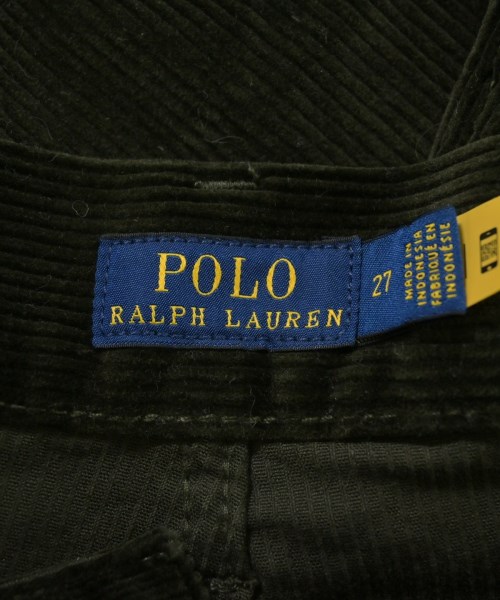 POLO
RALPH LAUREN
27
MADE IN
INDONESIA
FABRIQUÉ EN
INDONÉSIE